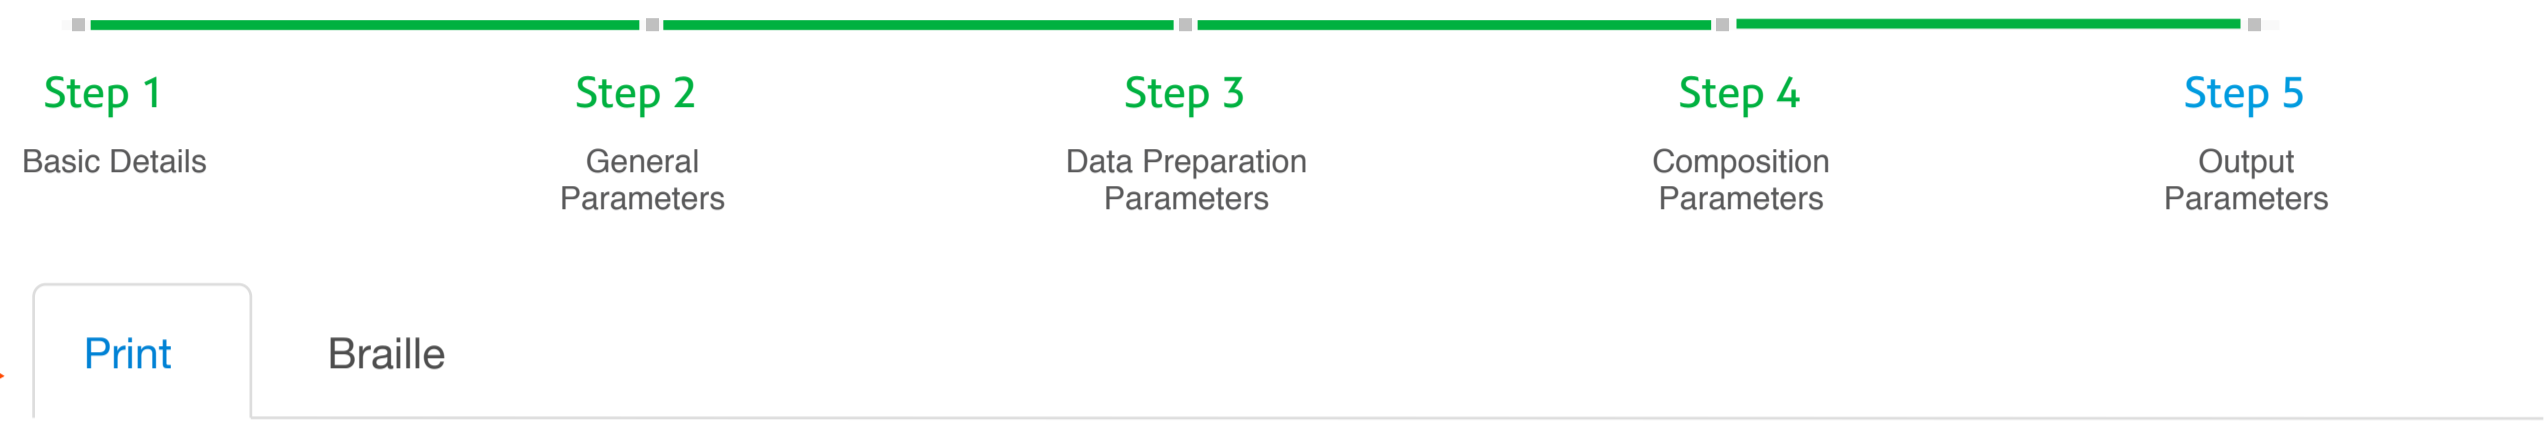 Step 1
Basic Details
Step 2
General
Parameters
Step 3
Data Preparation
Parameters
Step 4
Composition
Parameters
Step 5
Output
Parameters
Print
Braille